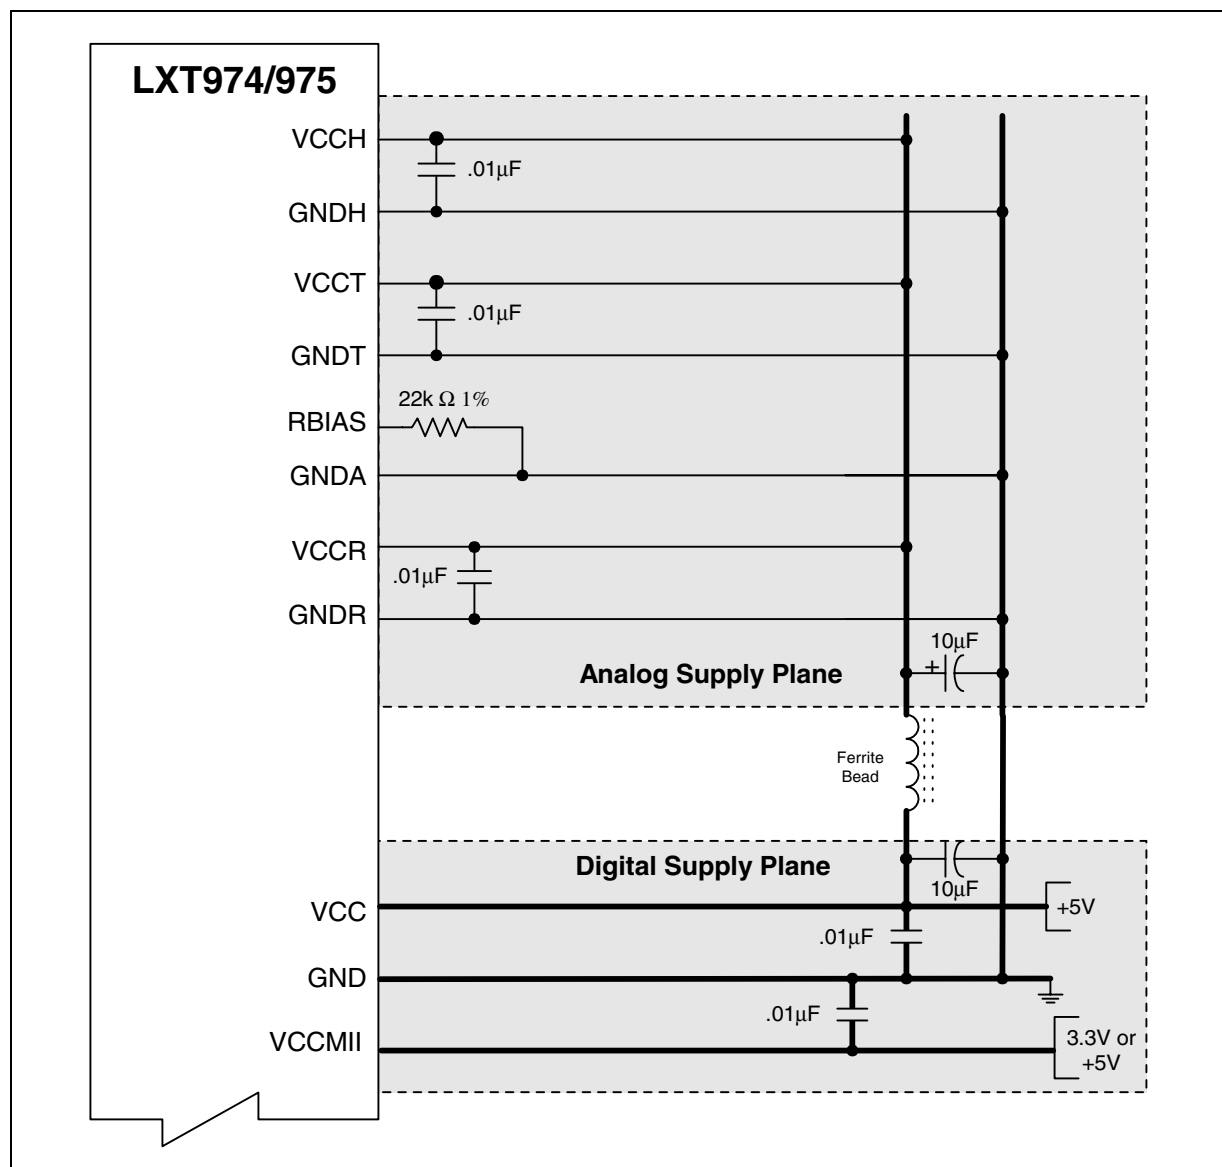 LXT974/975
VCCH
.01µF
GNDH
VCCT
.01µF
GNDT
22k Ω 1%
RBIAS
GNDA
VCCR
.01µF
GNDR
10µF
+
Analog Supply Plane
Ferrite
Bead
Digital Supply Plane
10µF
VCC
+5V
.01µF
GND
.01µF
VCCMII
3.3V or
+5V